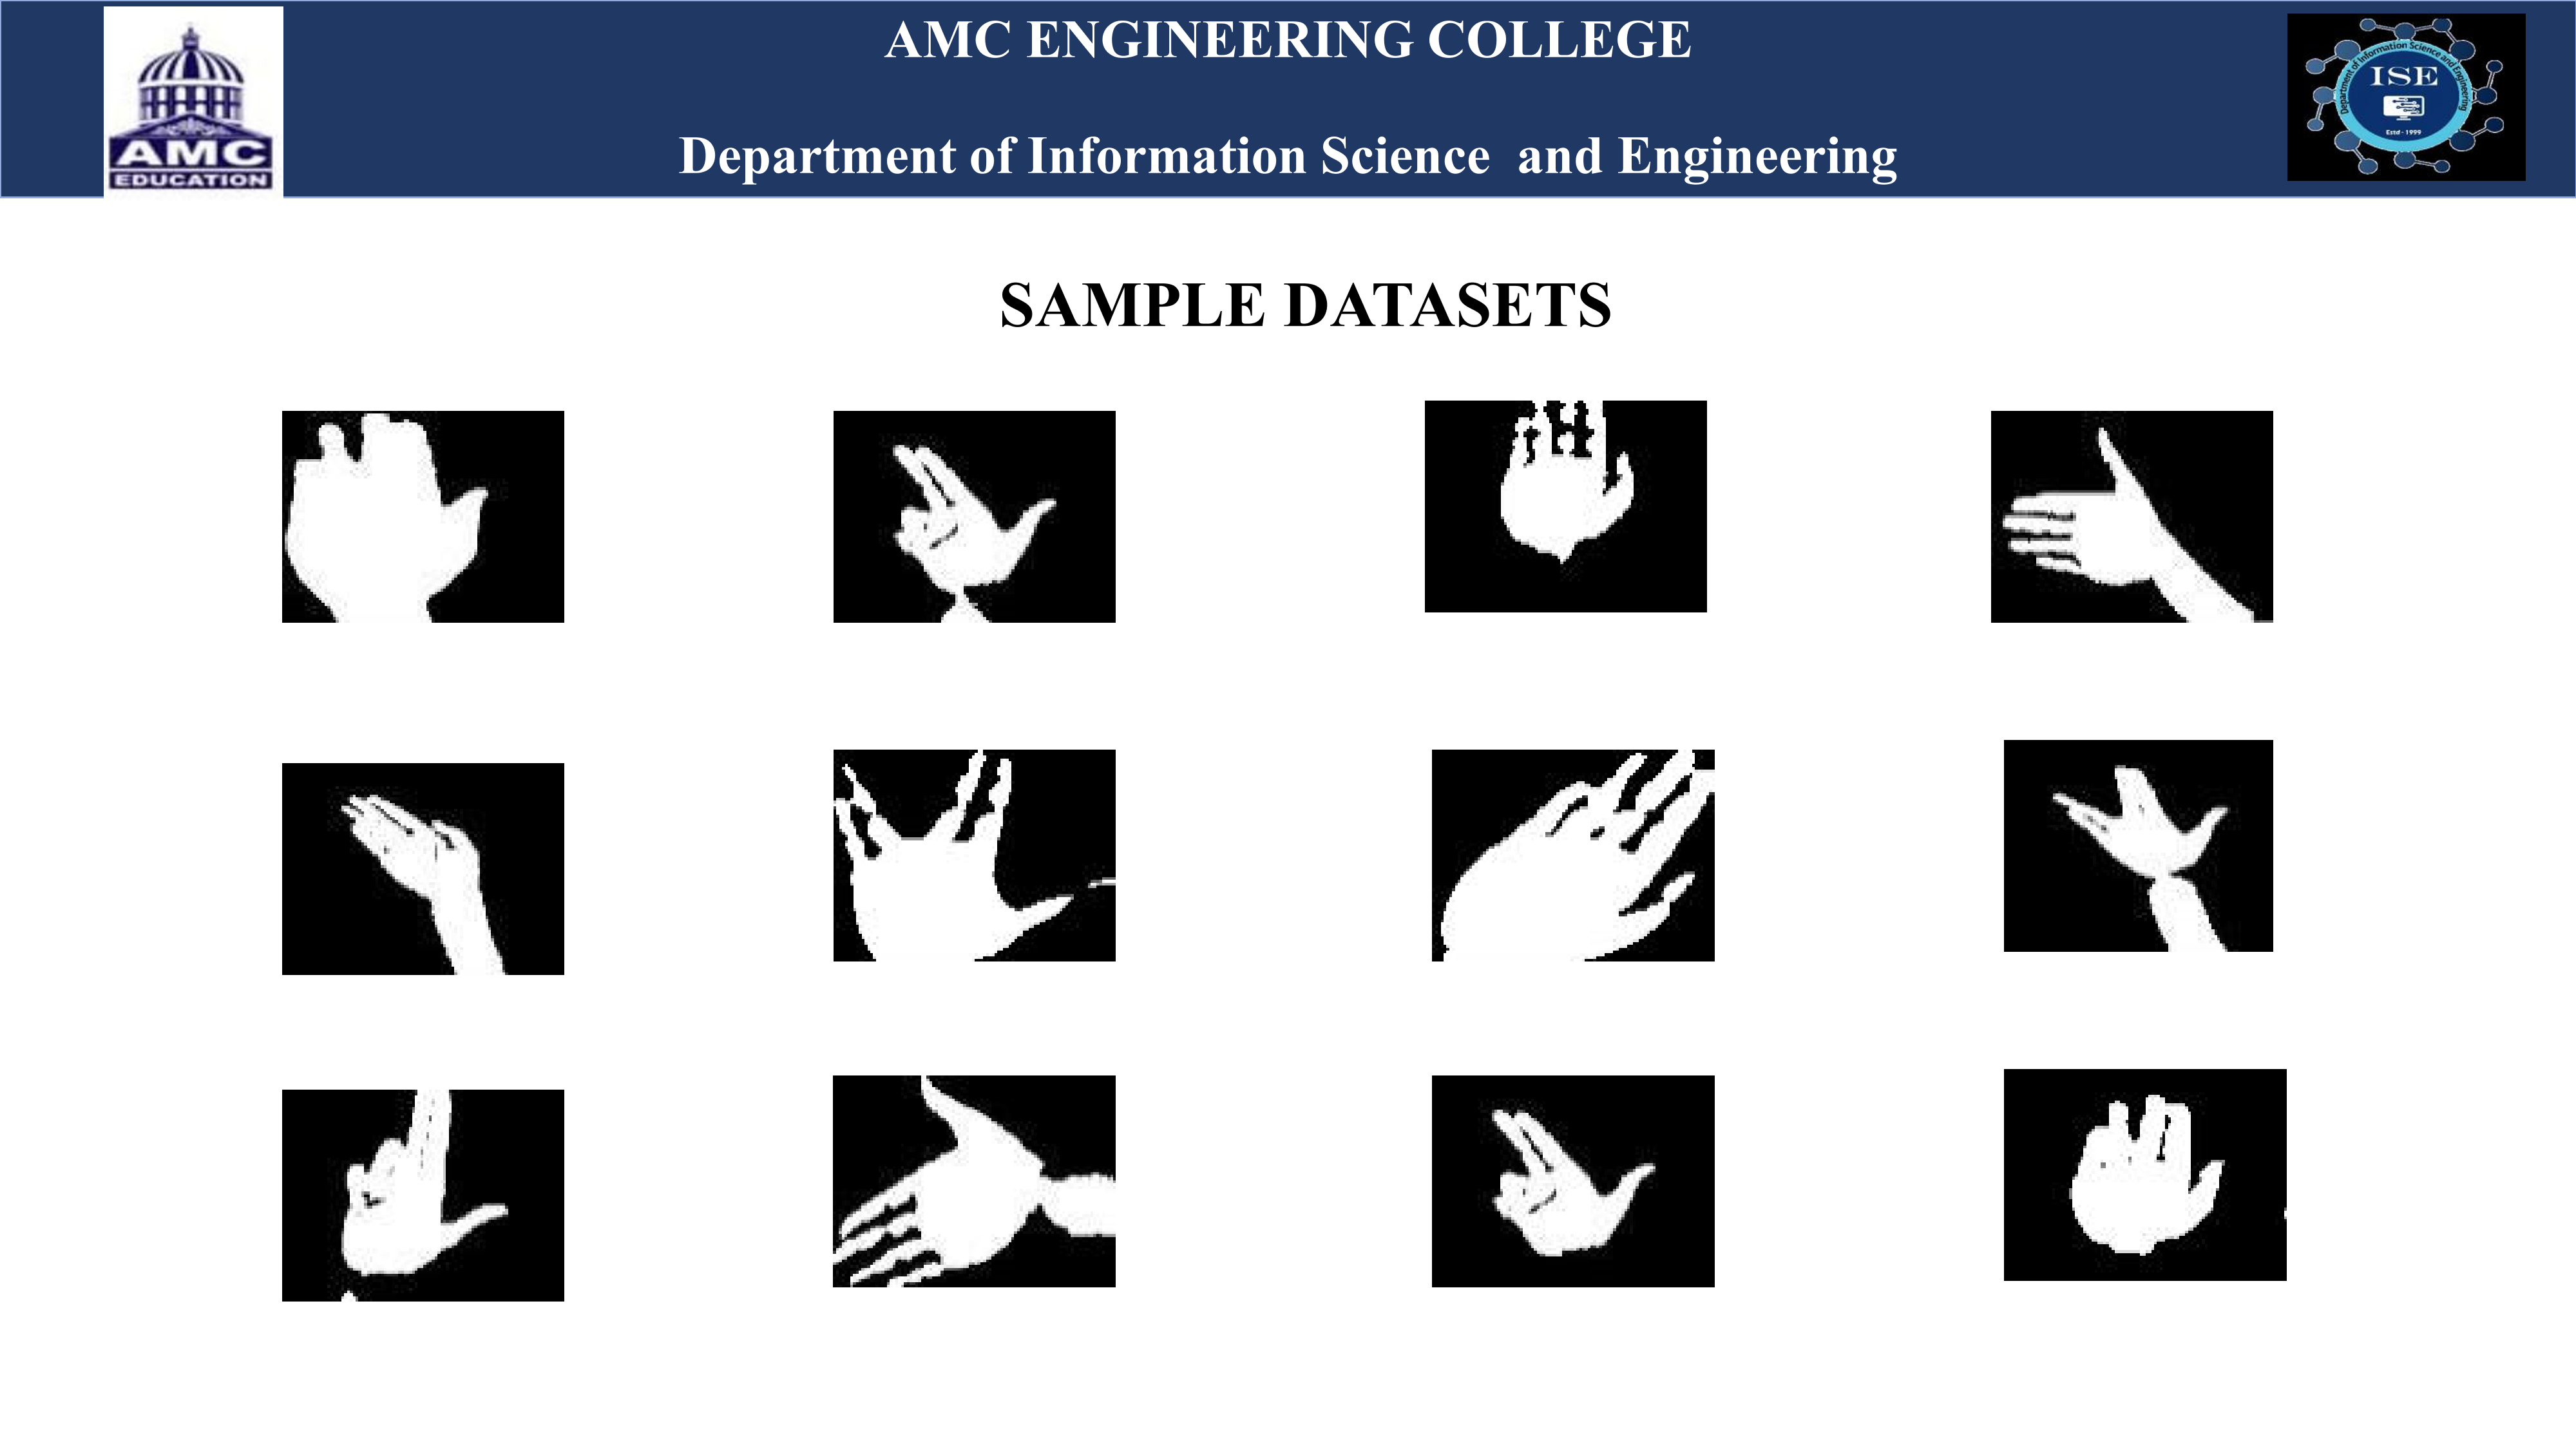 AMC ENGINEERING COLLEGE
Department of Information Science and Engineering
AMC
EDUCATION
Department of Information Science and Engineering
ISE
Estd - 1999
SAMPLE DATASETS